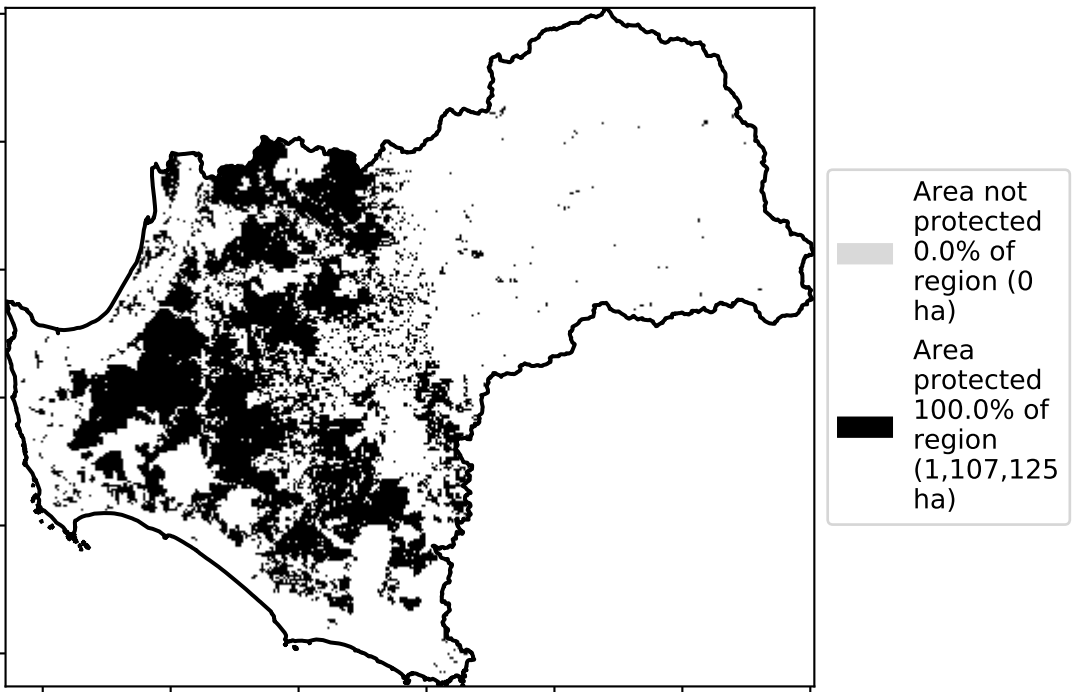 Area not
protected
0.0% of
region (0
ha)
Area
protected
100.0% of
region
(1,107,125
ha)